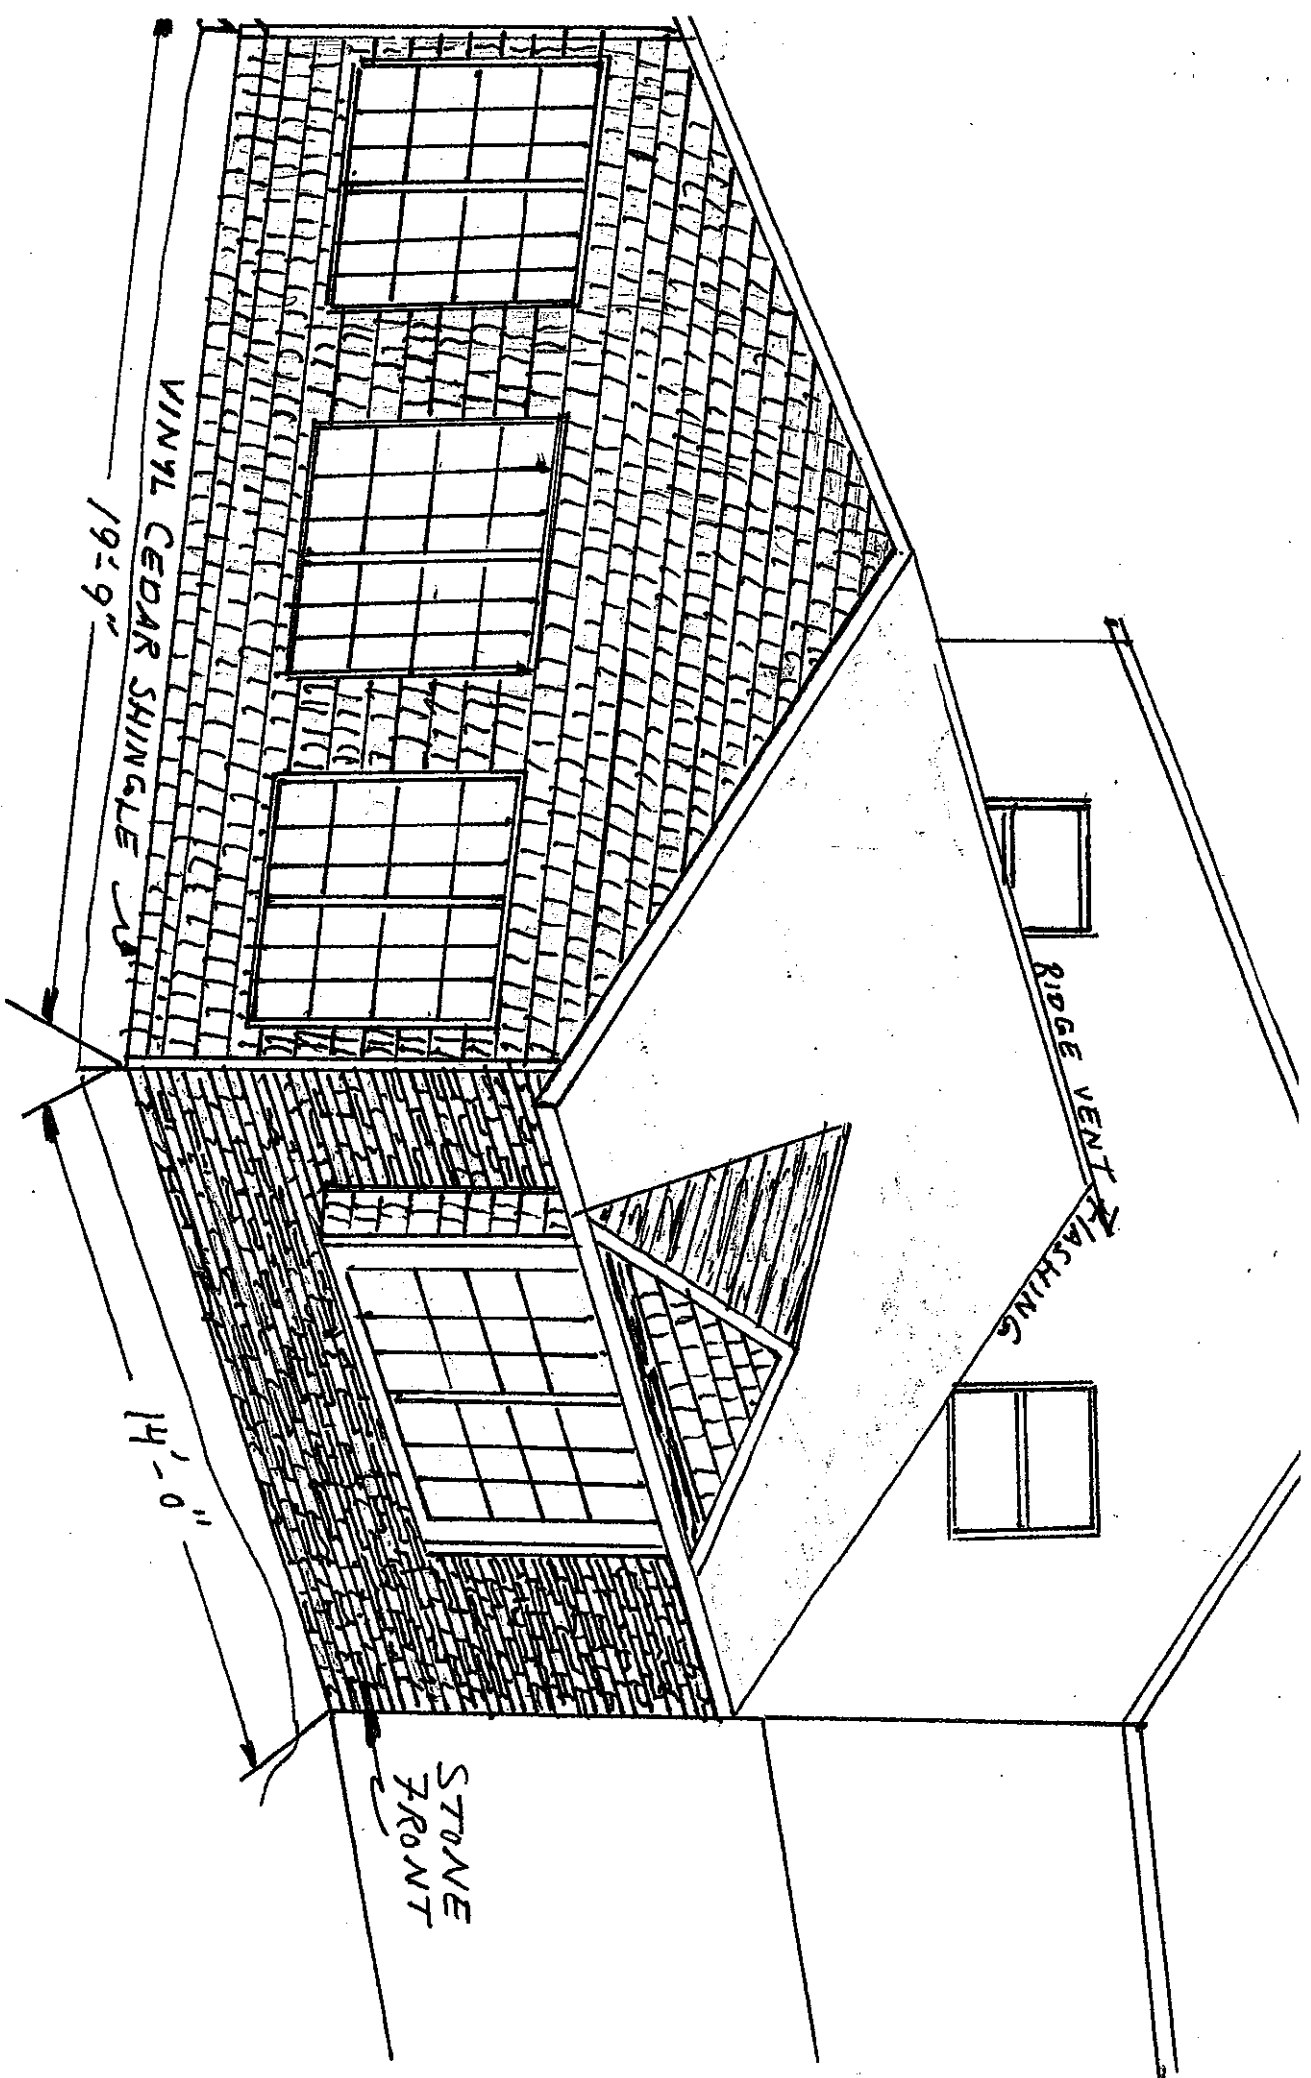 RIDGE VENT
FLASHING
VINYL CEDAR SHINGLE
19'-9"
14'-0"
STONE
FRONT